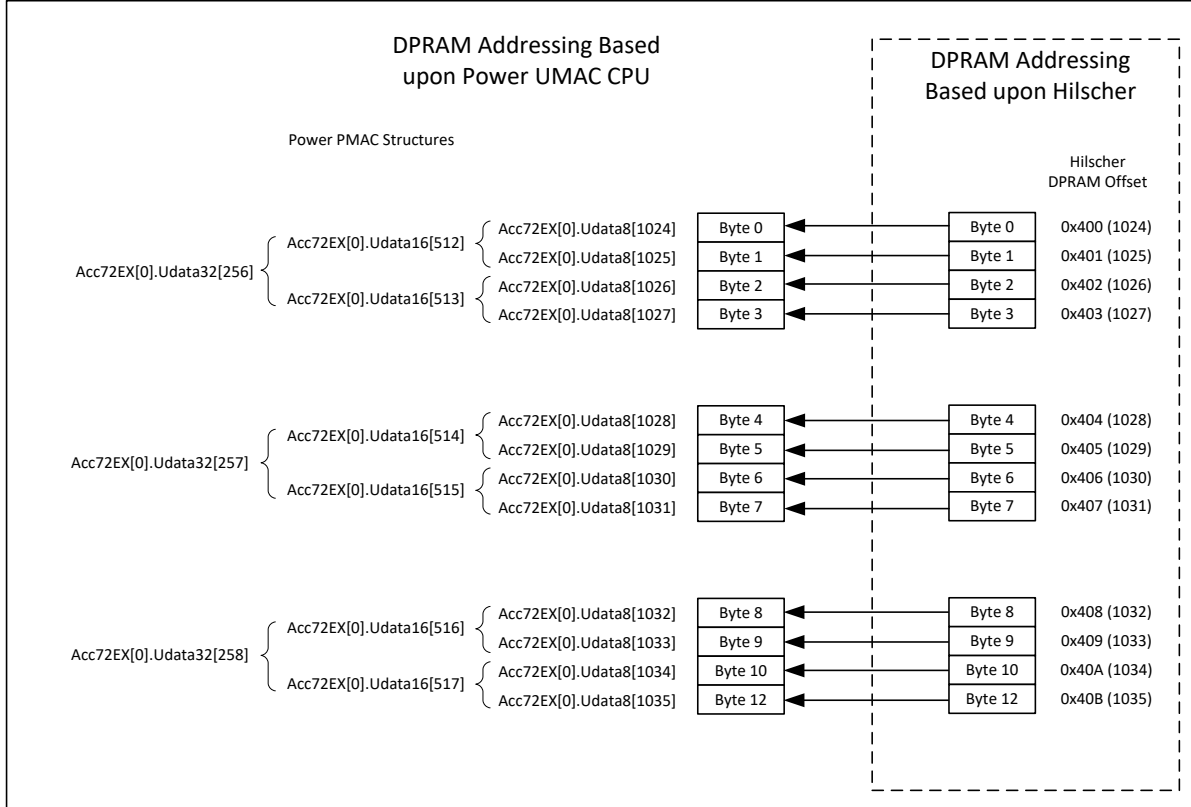 DPRAM Addressing Based
upon Power UMAC CPU
DPRAM Addressing
Based upon Hilscher
Power PMAC Structures
Hilscher
DPRAM Offset
Acc72EX[0].Udata32[256]
Acc72EX[0].Udata16[512]
Acc72EX[0].Udata16[513]
Acc72EX[0].Udata8[1024] Byte 0 Byte 0 0x400 (1024)
Acc72EX[0].Udata8[1025] Byte 1 Byte 1 0x401 (1025)
Acc72EX[0].Udata8[1026] Byte 2 Byte 2 0x402 (1026)
Acc72EX[0].Udata8[1027] Byte 3 Byte 3 0x403 (1027)
Acc72EX[0].Udata32[257]
Acc72EX[0].Udata16[514]
Acc72EX[0].Udata16[515]
Acc72EX[0].Udata8[1028] Byte 4 Byte 4 0x404 (1028)
Acc72EX[0].Udata8[1029] Byte 5 Byte 5 0x405 (1029)
Acc72EX[0].Udata8[1030] Byte 6 Byte 6 0x406 (1030)
Acc72EX[0].Udata8[1031] Byte 7 Byte 7 0x407 (1031)
Acc72EX[0].Udata32[258]
Acc72EX[0].Udata16[516]
Acc72EX[0].Udata16[517]
Acc72EX[0].Udata8[1032] Byte 8 Byte 8 0x408 (1032)
Acc72EX[0].Udata8[1033] Byte 9 Byte 9 0x409 (1033)
Acc72EX[0].Udata8[1034] Byte 10 Byte 10 0x40A (1034)
Acc72EX[0].Udata8[1035] Byte 12 Byte 12 0x40B (1035)